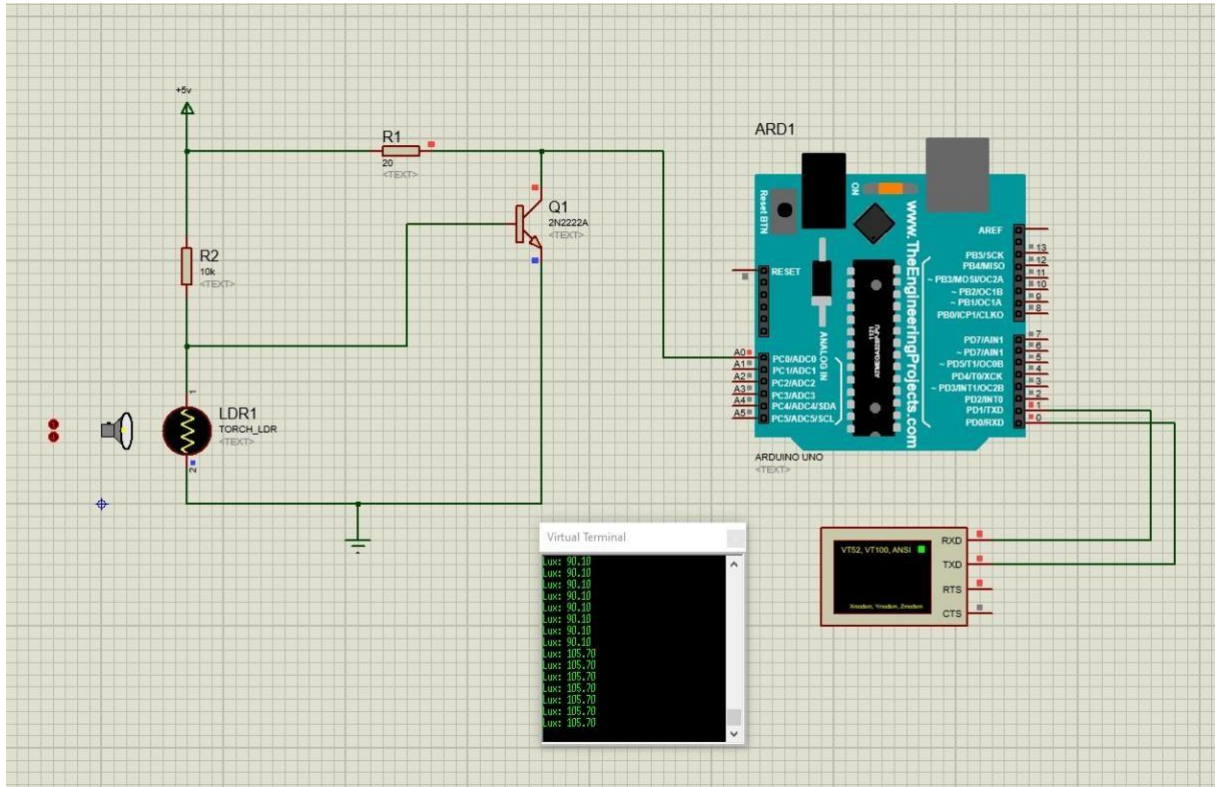 +5v
R1
20
<TEXT>
Q1
2N2222A
<TEXT>
R2
10k
<TEXT>
1
LDR1
TORCH_LDR
<TEXT>
2
ARD1
Reset BTN
ON
www.TheEngineeringProjects.com
RESET
ANALOG IN
A0
A1
A2
A3
A4
A5
PC0/ADC0
PC1/ADC1
PC2/ADC2
PC3/ADC3
PC4/ADC4/SDA
PC5/ADC5/SCL
AREF
PB5/SCK
13
PB4/MISO
12
~ PB3/MOSI/OC2A
11
~ PB2/OC1B
10
~ PB1/OC1A
9
PB0/ICP1/CLKO
8
PD7/AIN1
7
~ PD7/AIN1
6
~ PD5/T1/OC0B
5
PD4/T0/XCK
4
~ PD3/INT1/OC2B
3
PD2/INT0
2
PD1/TXD
1
PD0/RXD
0
ARDUINO UNO
<TEXT>
Virtual Terminal
Lux: 90.10
Lux: 90.10
Lux: 90.10
Lux: 90.10
Lux: 90.10
Lux: 90.10
Lux: 90.10
Lux: 90.10
Lux: 105.70
Lux: 105.70
Lux: 105.70
Lux: 105.70
Lux: 105.70
Lux: 105.70
Lux: 105.70
VT52, VT100, ANSI
Xmodem, Ymodem, Zmodem
RXD
TXD
RTS
CTS